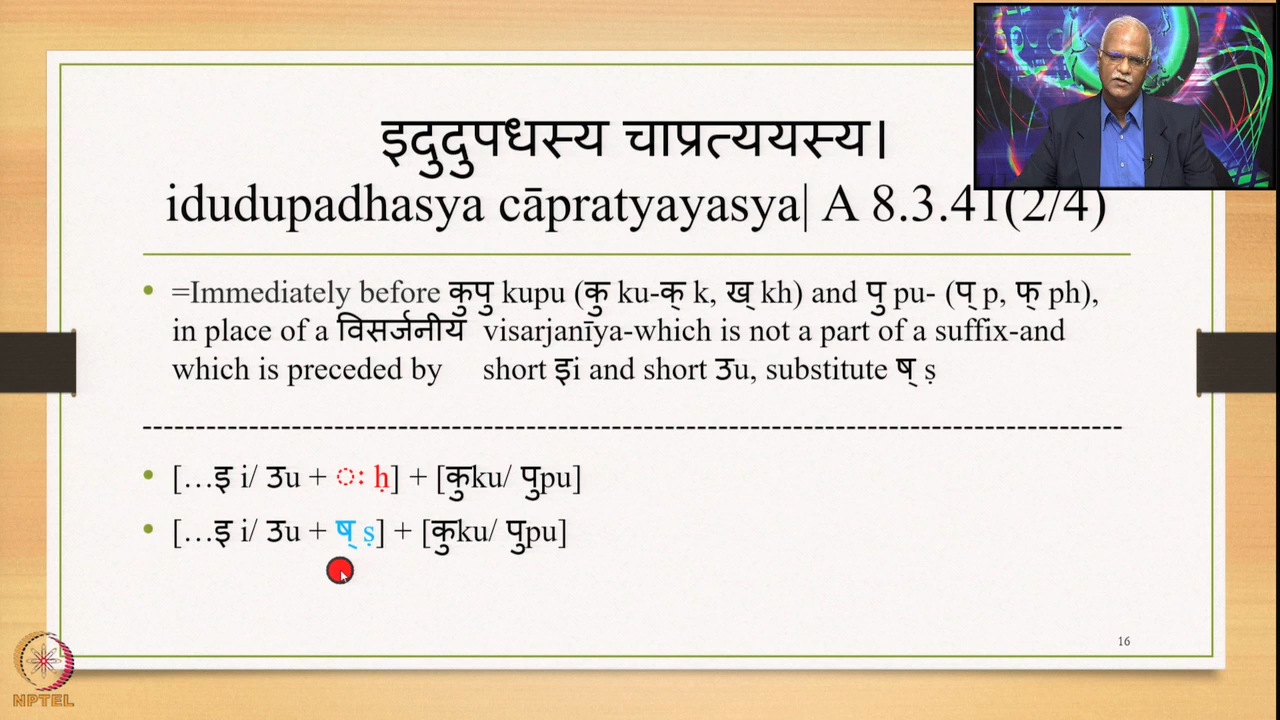 इदुदुपधस्य चाप्रत्ययस्य।
idudupadhasya cāpratyayasya| A 8.3.41(2/4)
• =Immediately before कुपु kupu (कु ku-क् k, ख् kh) and पु pu- (प् p, फ् ph),
in place of a विसर्जनीय visarjanīya-which is not a part of a suffix-and
which is preceded by short इi and short उu, substitute ष् ṣ
--------------------------------------------------------------------------------
• […इ i/ उu + ः ḥ] + [कुku/ पुpu]
• […इ i/ उu + ष् ṣ] + [कुku/ पुpu]
16
NPTEL